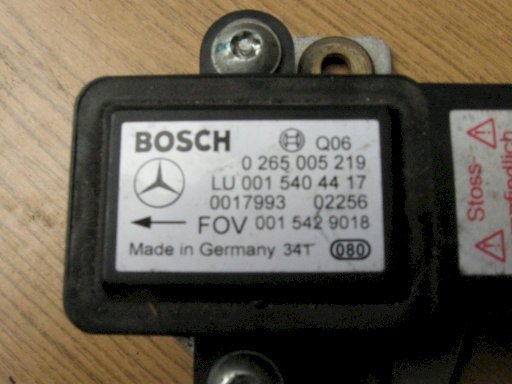 BOSCH Q06
0 265 005 219
LU 001 540 44 17
0017993 02256
FOV 001 542 9018
Made in Germany 34T 080
Stoss-